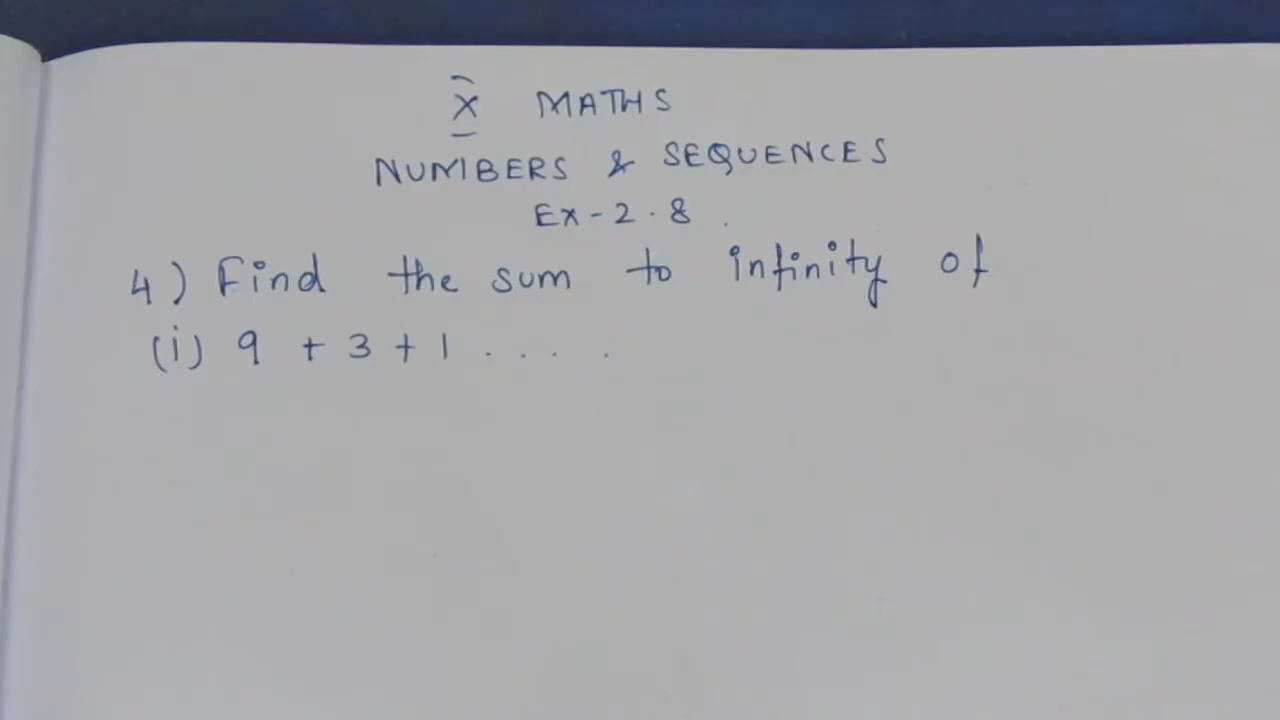 X MATHS
NUMBERS & SEQUENCES
Ex-2.8.
4) Find the sum to infinity of
(i) 9 + 3 + 1 . . . . .